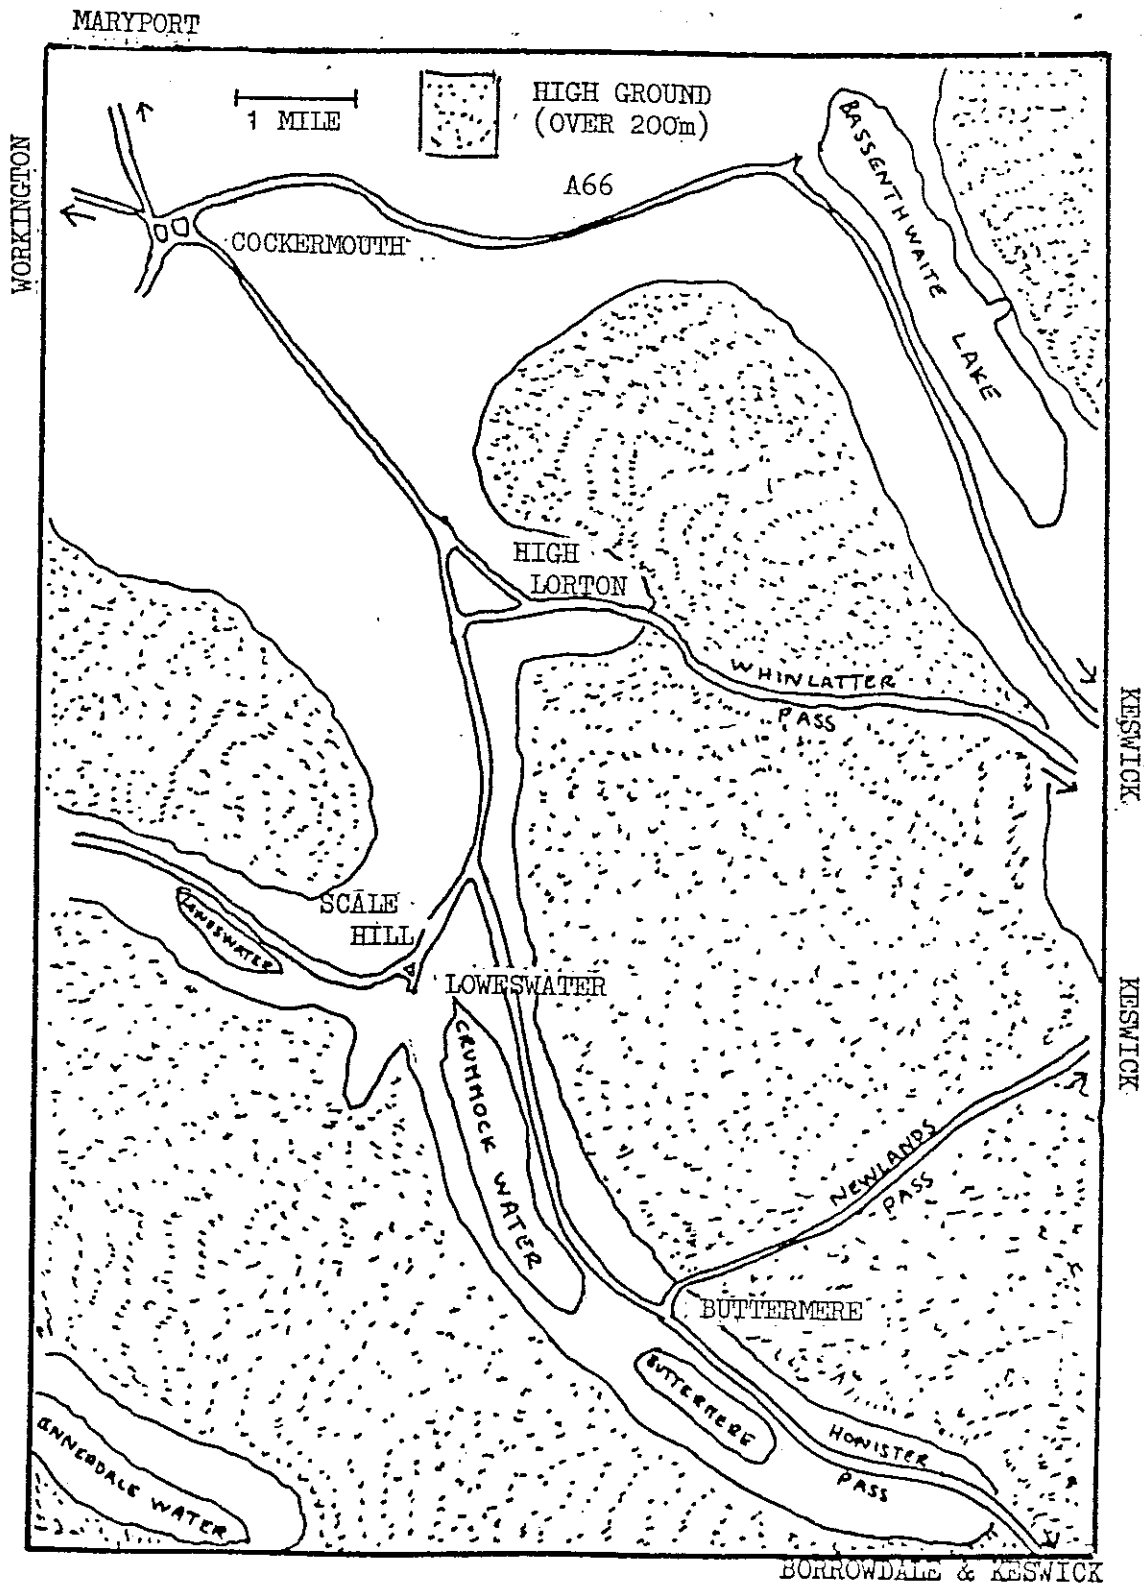 MARYPORT
HIGH GROUND
(OVER 200m)
1 MILE
WORKINGTON
A66
BASSENTHWAITE LAKE
COCKERMOUTH
HIGH
LORTON
WHINLATTER
PASS
KESWICK
SCALE
HILL
LOWESWATER
LOWESWATER
KESWICK
CRUMMOCK WATER
NEWLANDS
PASS
BUTTERMERE
BUTTERMERE
HONISTER
PASS
ENNERDALE WATER
BORROWDALE & KESWICK